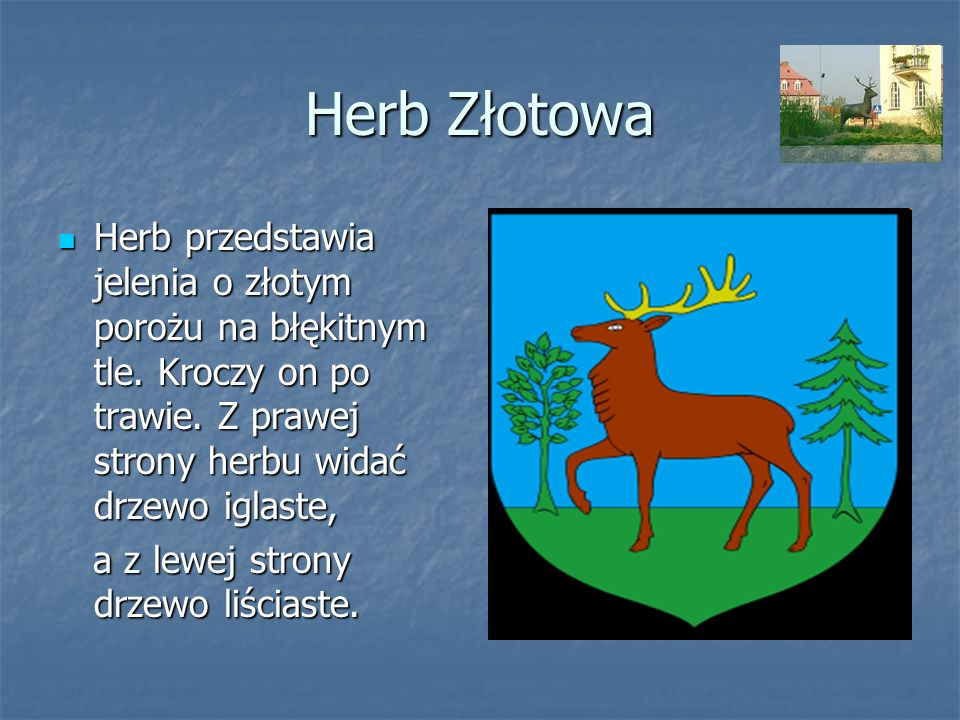 Herb Złotowa
Herb przedstawia
jelenia o złotym
porożu na błękitnym
tle. Kroczy on po
trawie. Z prawej
strony herbu widać
drzewo iglaste,
a z lewej strony
drzewo liściaste.